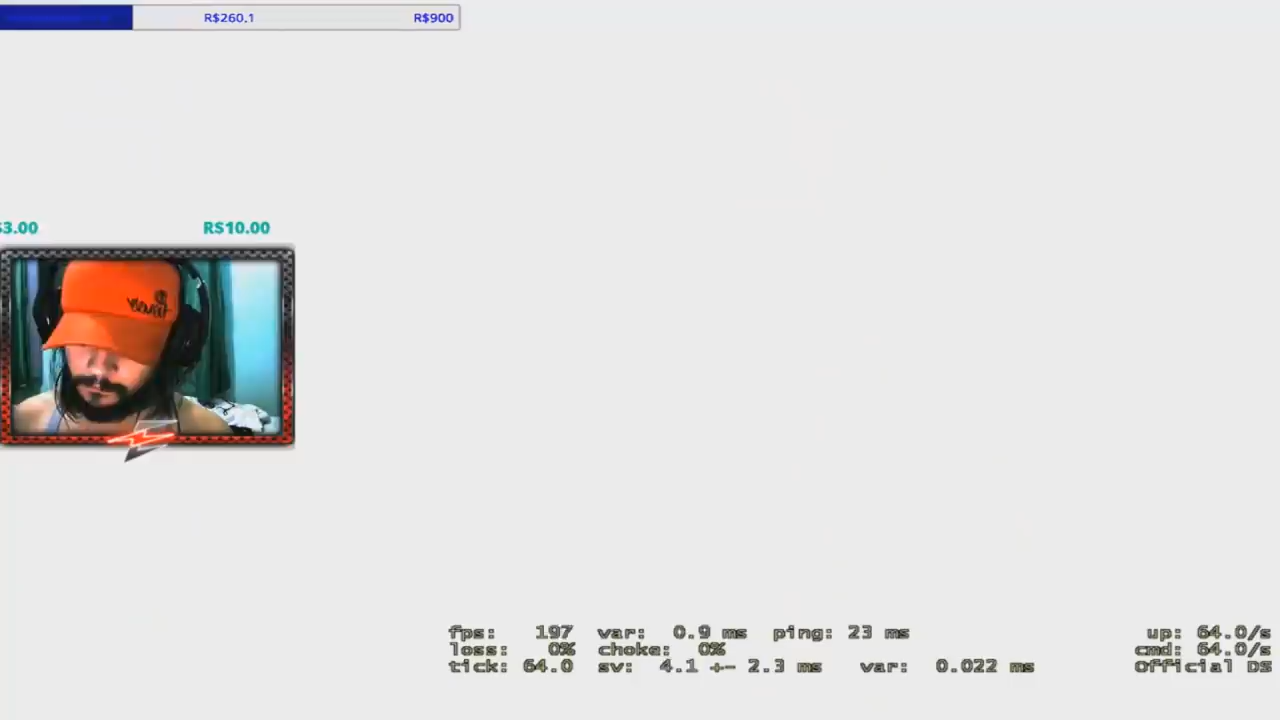 R$260.1 R$900
$3.00 R$10.00
fps: 197 var: 0.9 ms ping: 23 ms up: 64.0/s
loss: 0% choke: 0% cmd: 64.0/s
tick: 64.0 sv: 4.1 +- 2.3 ms var: 0.022 ms Official DS